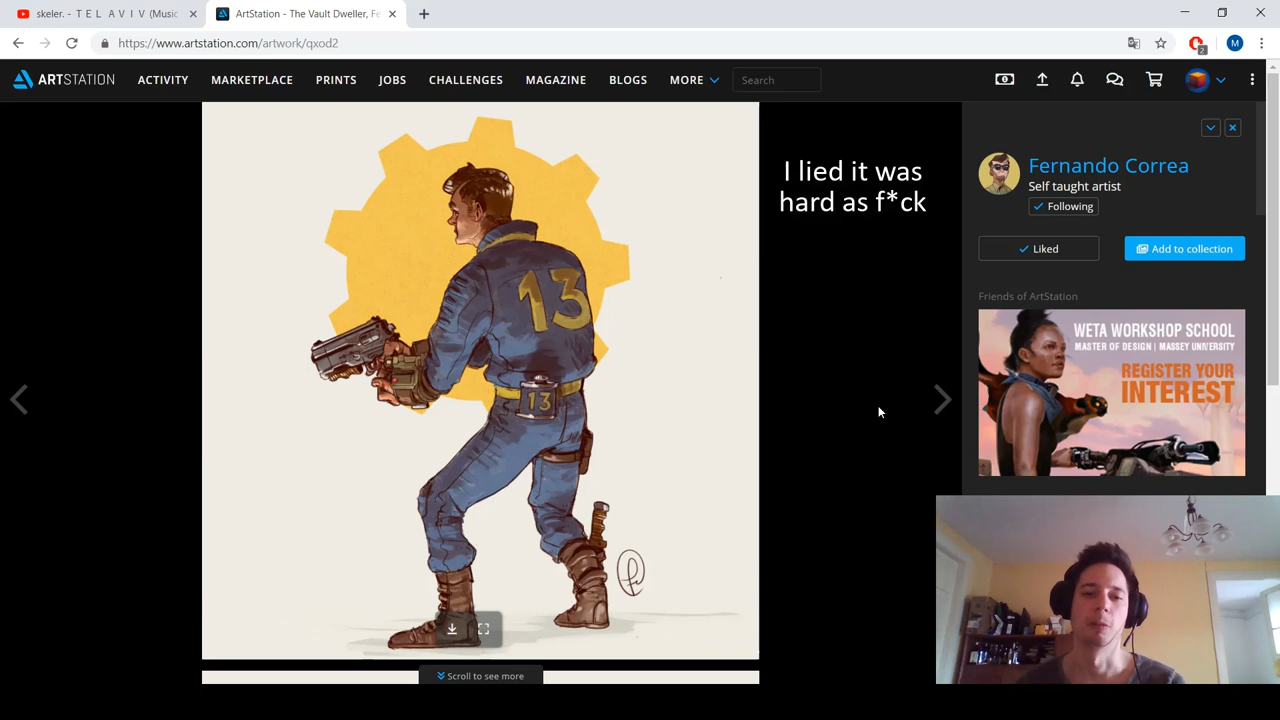 skeler. - T E L A V I V (Music
ArtStation - The Vault Dweller, Fe
https://www.artstation.com/artwork/qxod2
2
M
ARTSTATION
ACTIVITY
MARKETPLACE
PRINTS
JOBS
CHALLENGES
MAGAZINE
BLOGS
MORE
Search
I lied it was
hard as f*ck
13
13
Fernando Correa
Self taught artist
Following
Liked
Add to collection
Friends of ArtStation
WETA WORKSHOP SCHOOL
MASTER OF DESIGN | MASSEY UNIVERSITY
REGISTER YOUR
INTEREST
Scroll to see more